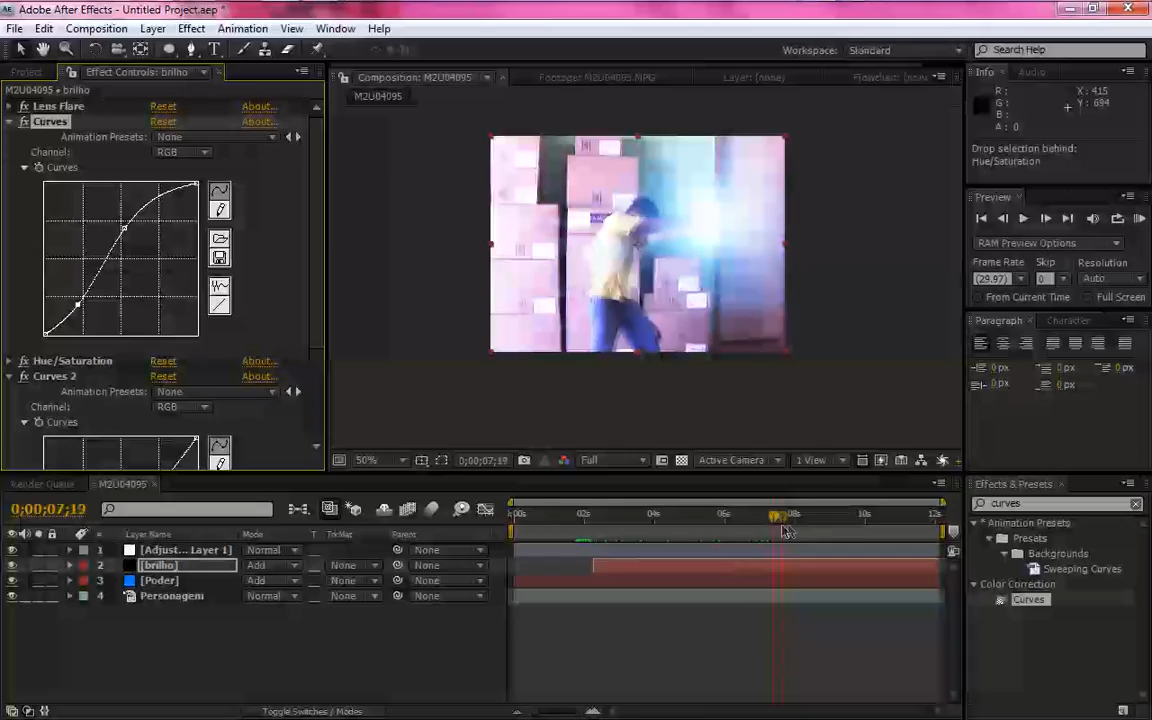 Adobe After Effects - Untitled Project.aep *
File Edit Composition Layer Effect Animation View Window Help
Workspace: Standard
Search Help
Project Effect Controls: brilho
Composition: M2U04095 Footage: M2U04095.MPG Layer: (none) Flowchart: (none)
Info Audio
M2U04095 • brilho
M2U04095
Lens Flare Reset About...
Curves Reset About...
Animation Presets: None
Channel: RGB
Curves
R : X : 415
G : Y : 694
B :
A : 0
Drop selection behind:
Hue/Saturation
Preview
RAM Preview Options
Frame Rate Skip Resolution
(29.97) 0 Auto
From Current Time Full Screen
Paragraph Character
0 px 0 px 0 px
0 px 0 px
Hue/Saturation Reset About...
Curves 2 Reset About...
Animation Presets: None
Channel: RGB
Curves
50% 0;00;07;19 Full Active Camera 1 View
Render Queue M2U04095
Effects & Presets
curves
0;00;07;19
:00s 02s 04s 06s 08s 10s 12s
# Layer Name Mode T TrkMat Parent
1 [Adjust... Layer 1] Normal None
2 [brilho] Add None None
3 [Poder] Add None None
4 Personagem Normal None None
* Animation Presets
Presets
Backgrounds
Sweeping Curves
Color Correction
Curves
Toggle Switches / Modes